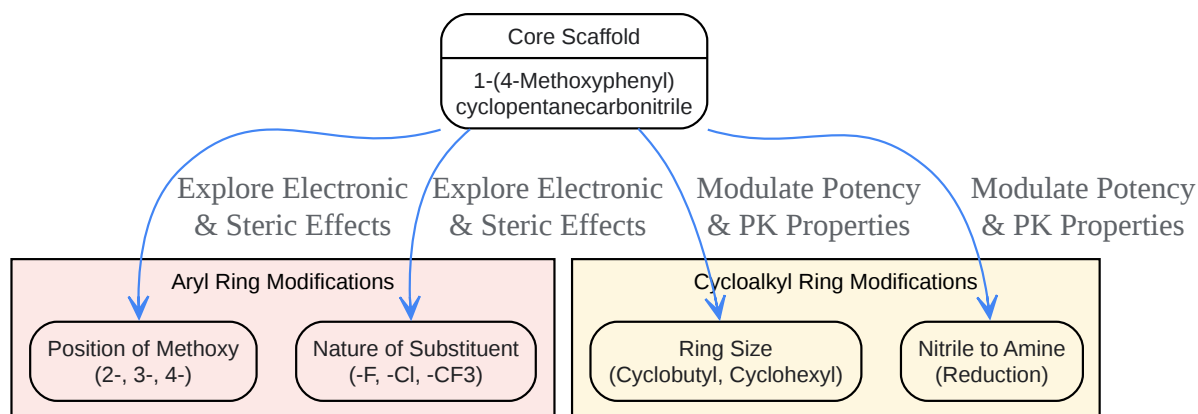 Core Scaffold
1-(4-Methoxyphenyl)
cyclopentanecarbonitrile
Explore Electronic
& Steric Effects
Explore Electronic
& Steric Effects
Modulate Potency
& PK Properties
Modulate Potency
& PK Properties
Aryl Ring Modifications
Position of Methoxy
(2-, 3-, 4-)
Nature of Substituent
(-F, -Cl, -CF3)
Cycloalkyl Ring Modifications
Ring Size
(Cyclobutyl, Cyclohexyl)
Nitrile to Amine
(Reduction)